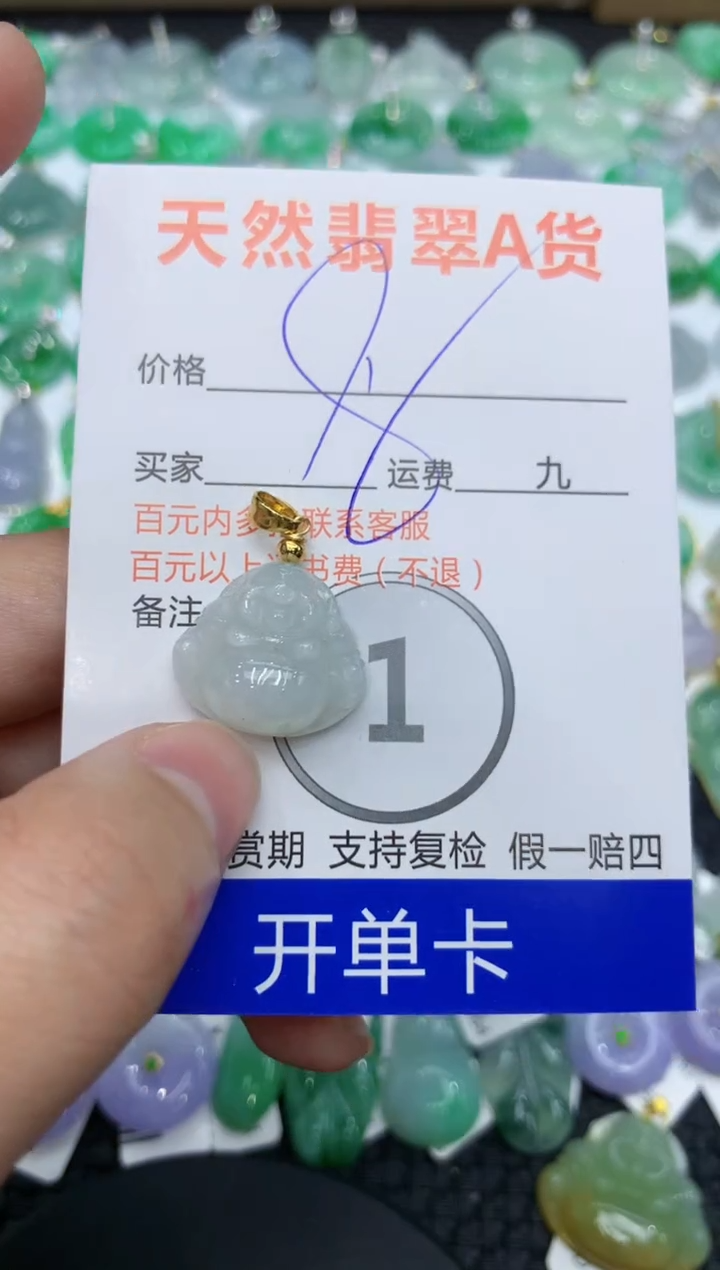 天然翡翠A货
价格
98
买家 运费 九
百元内多 联系客服
百元以上 书费(不退)
备注
1
赏期 支持复检 假一赔四
开单卡